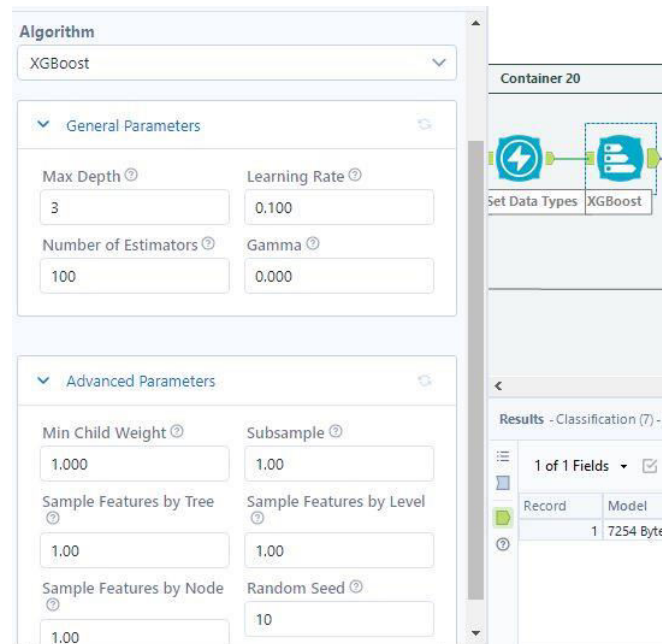 Algorithm
XGBoost
General Parameters
Max Depth
Learning Rate
3
0.100
Number of Estimators
Gamma
100
0.000
Advanced Parameters
Min Child Weight
Subsample
1.000
1.00
Sample Features by Tree
Sample Features by Level
1.00
1.00
Sample Features by Node
Random Seed
1.00
10
Container 20
Set Data Types
XGBoost
Results - Classification (7) -
1 of 1 Fields
Record
Model
1
7254 Byte